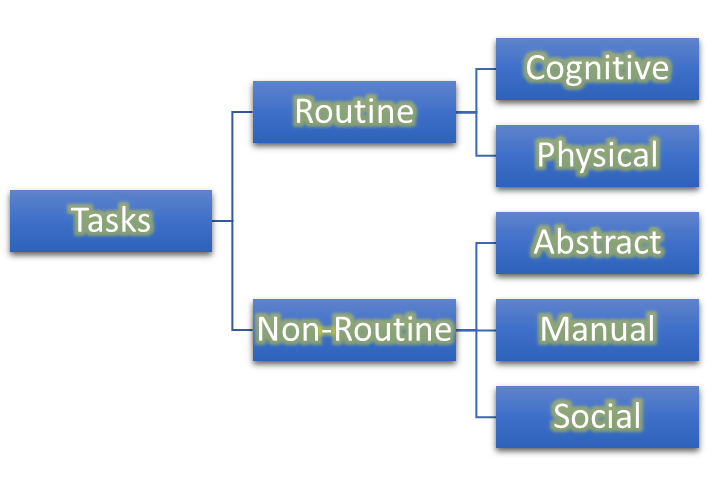 Tasks
Routine
Cognitive
Physical
Non-Routine
Abstract
Manual
Social